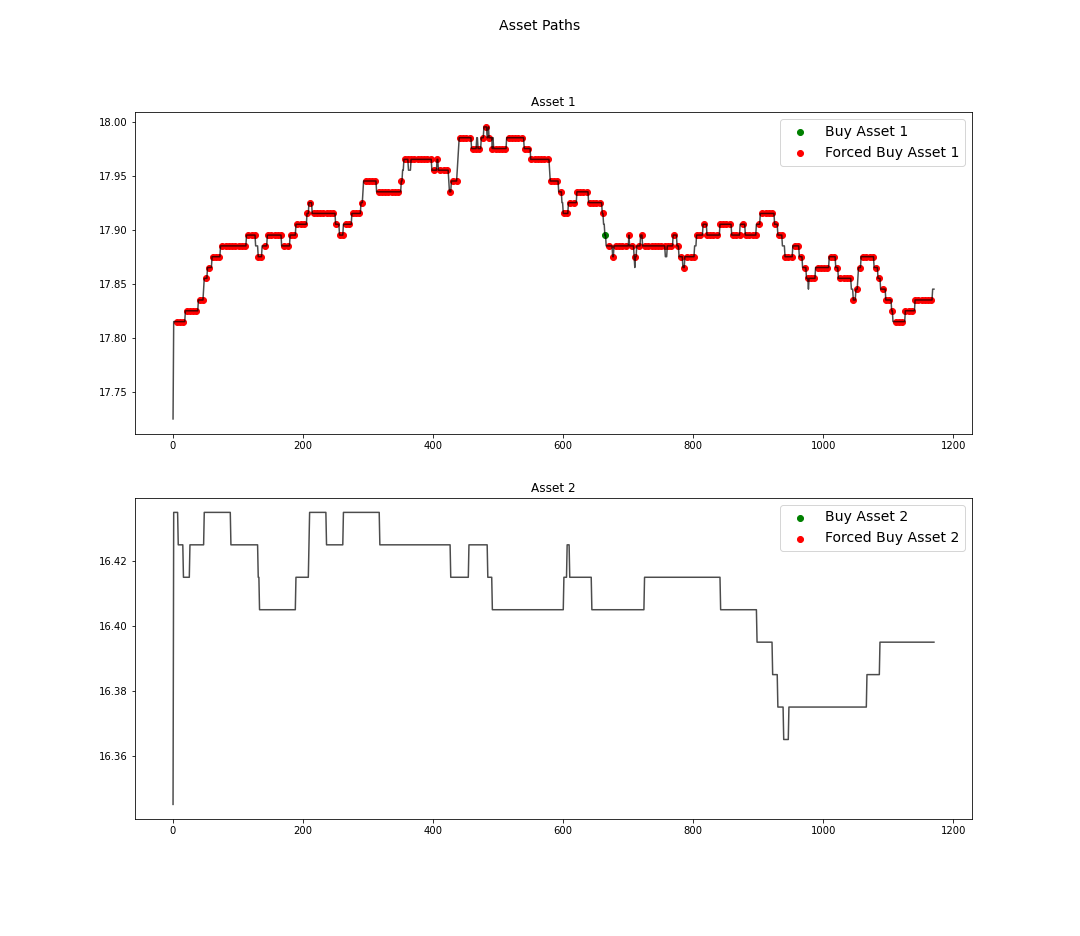 Asset Paths
Asset 1
18.00
17.95
17.90
17.85
17.80
17.75
Buy Asset 1
Forced Buy Asset 1
0 200 400 600 800 1000 1200
Asset 2
16.42
16.40
16.38
16.36
Buy Asset 2
Forced Buy Asset 2
0 200 400 600 800 1000 1200